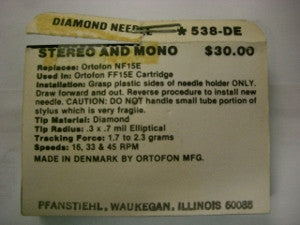 DIAMOND NEEDLE ★ 538-DE
STEREO AND MONO $30.00
Replaces: Ortofon NF15E
Used In: Ortofon FF15E Cartridge
Installation: Grasp plastic sides of needle holder ONLY.
Draw forward and out. Reverse procedure to install new
needle. CAUTION: DO NOT handle small tube portion of
stylus which is very fragile.
Tip Material: Diamond
Tip Radius: .3 x .7 mil Elliptical
Tracking Force: 1.7 to 2.3 grams
Speeds: 16, 33 & 45 RPM
MADE IN DENMARK BY ORTOFON MFG.
PFANSTIEHL, WAUKEGAN, ILLINOIS 60085